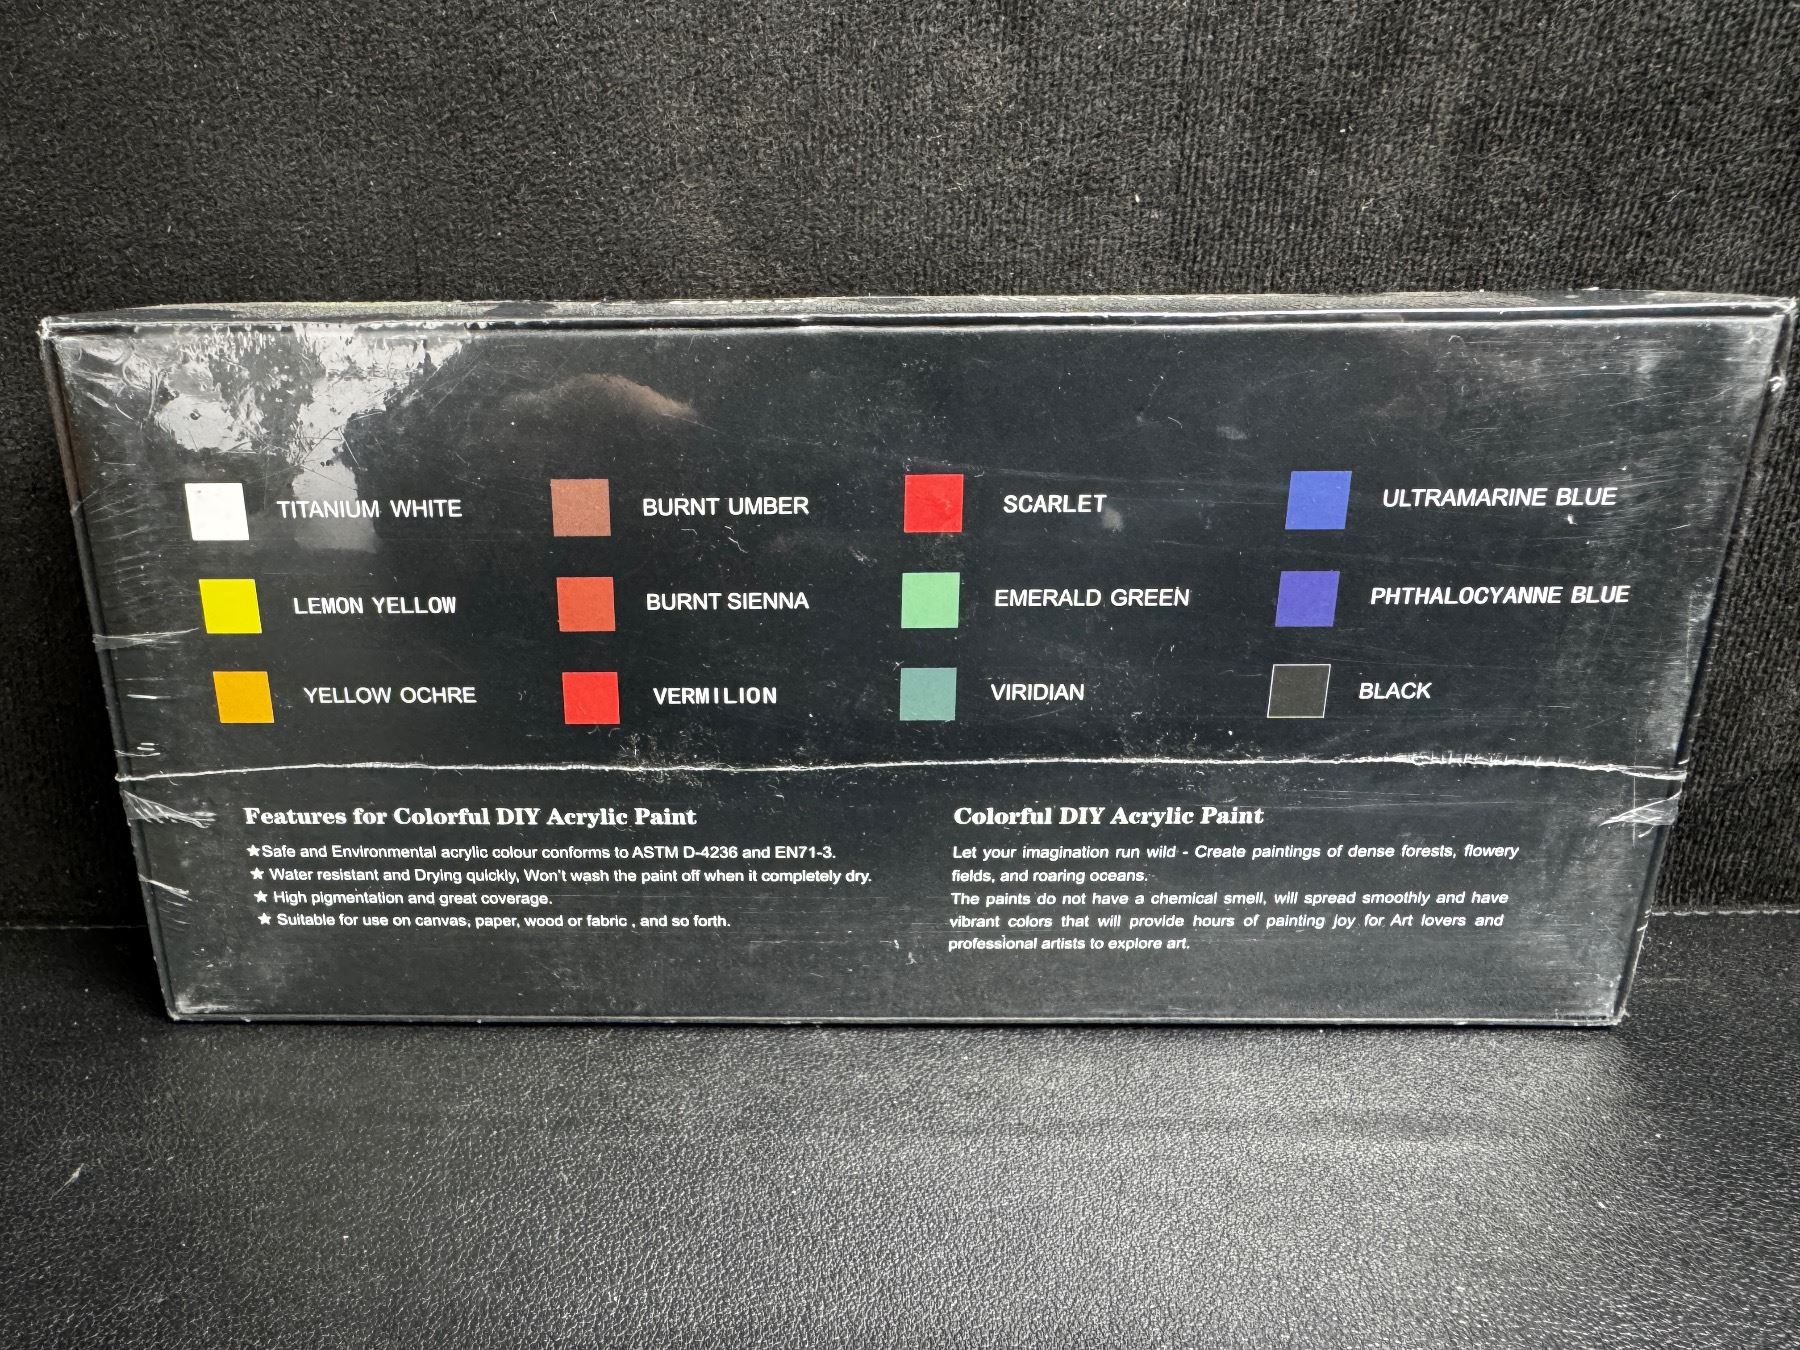 TITANIUM WHITE
BURNT UMBER
SCARLET
ULTRAMARINE BLUE
LEMON YELLOW
BURNT SIENNA
EMERALD GREEN
PHTHALOCYANNE BLUE
YELLOW OCHRE
VERMILION
VIRIDIAN
BLACK
Features for Colorful DIY Acrylic Paint
★Safe and Environmental acrylic colour conforms to ASTM D-4236 and EN71-3.
★ Water resistant and Drying quickly, Won't wash the paint off when it completely dry.
★ High pigmentation and great coverage.
★ Suitable for use on canvas, paper, wood or fabric , and so forth.
Colorful DIY Acrylic Paint
Let your imagination run wild - Create paintings of dense forests, flowery
fields, and roaring oceans.
The paints do not have a chemical smell, will spread smoothly and have
vibrant colors that will provide hours of painting joy for Art lovers and
professional artists to explore art.